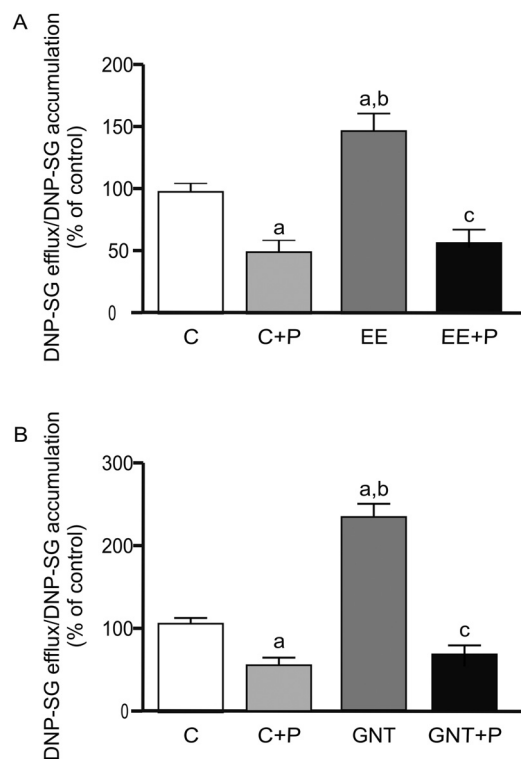 A
DNP-SG efflux/DNP-SG accumulation
(% of control)
200
150
100
50
0
a
a,b
c
C
C+P
EE
EE+P
B
DNP-SG efflux/DNP-SG accumulation
(% of control)
300
200
100
0
a
a,b
c
C
C+P
GNT
GNT+P